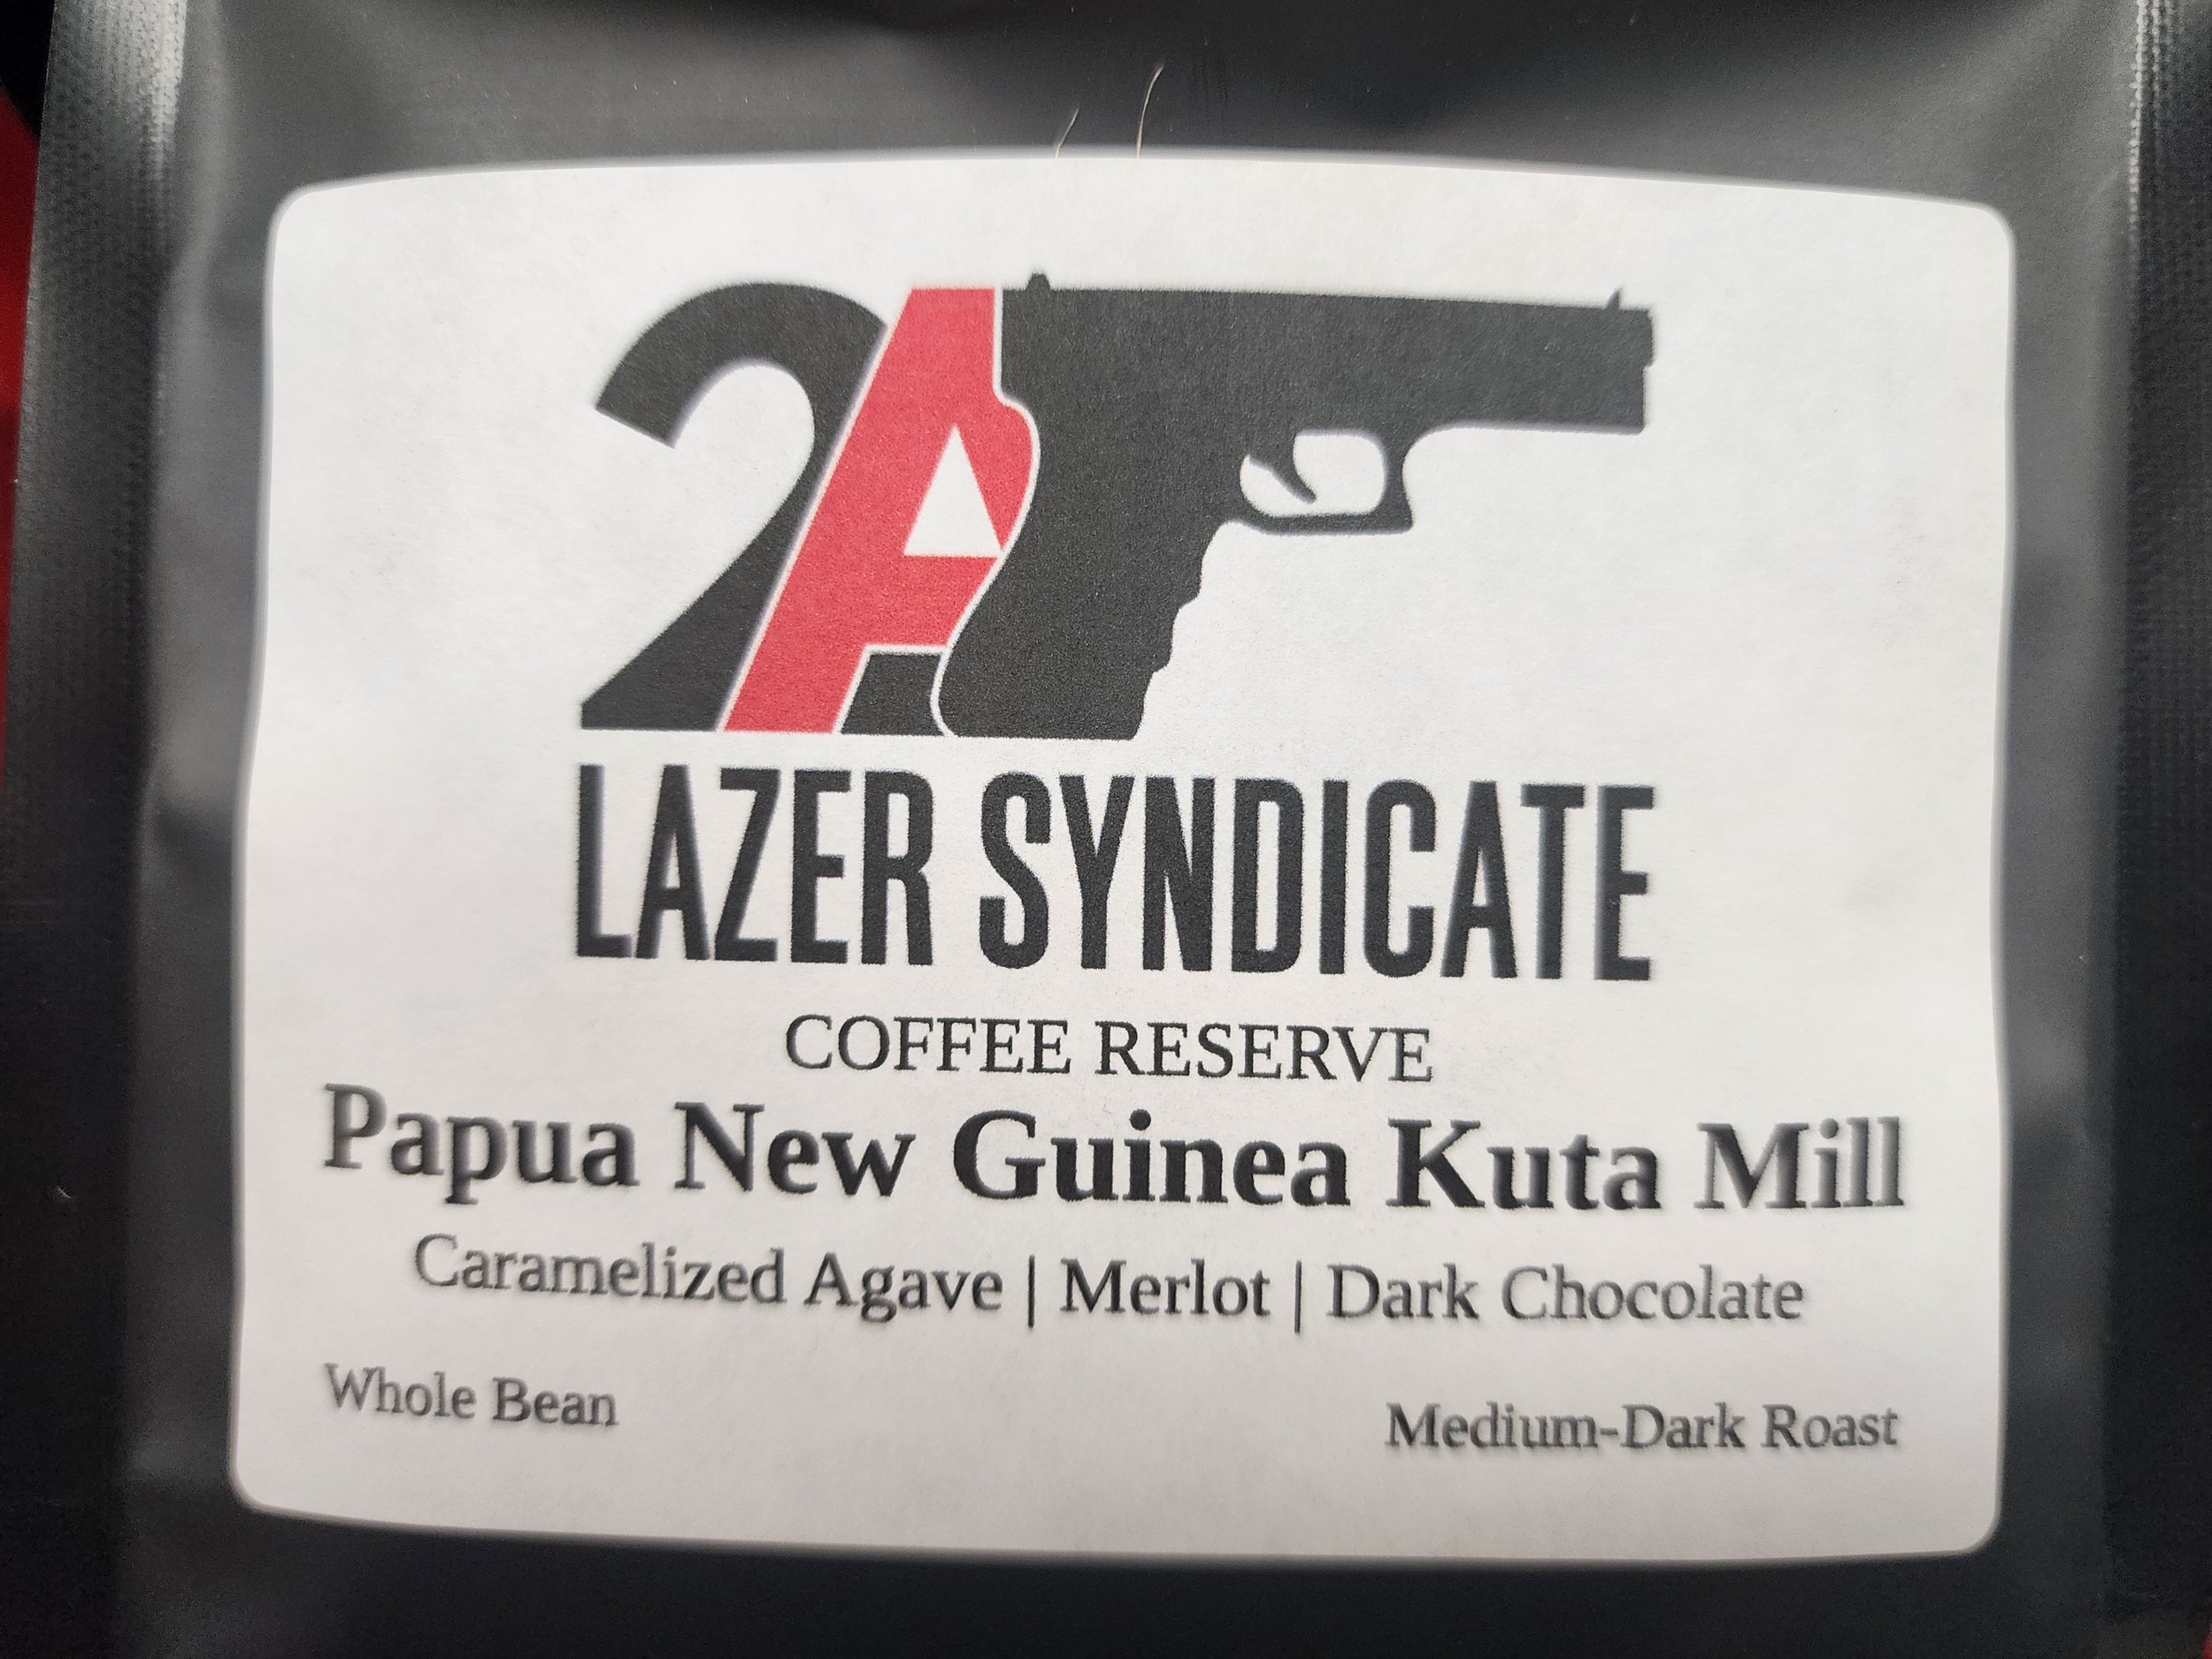 2A
LAZER SYNDICATE
COFFEE RESERVE
Papua New Guinea Kuta Mill
Caramelized Agave | Merlot | Dark Chocolate
Whole Bean
Medium-Dark Roast